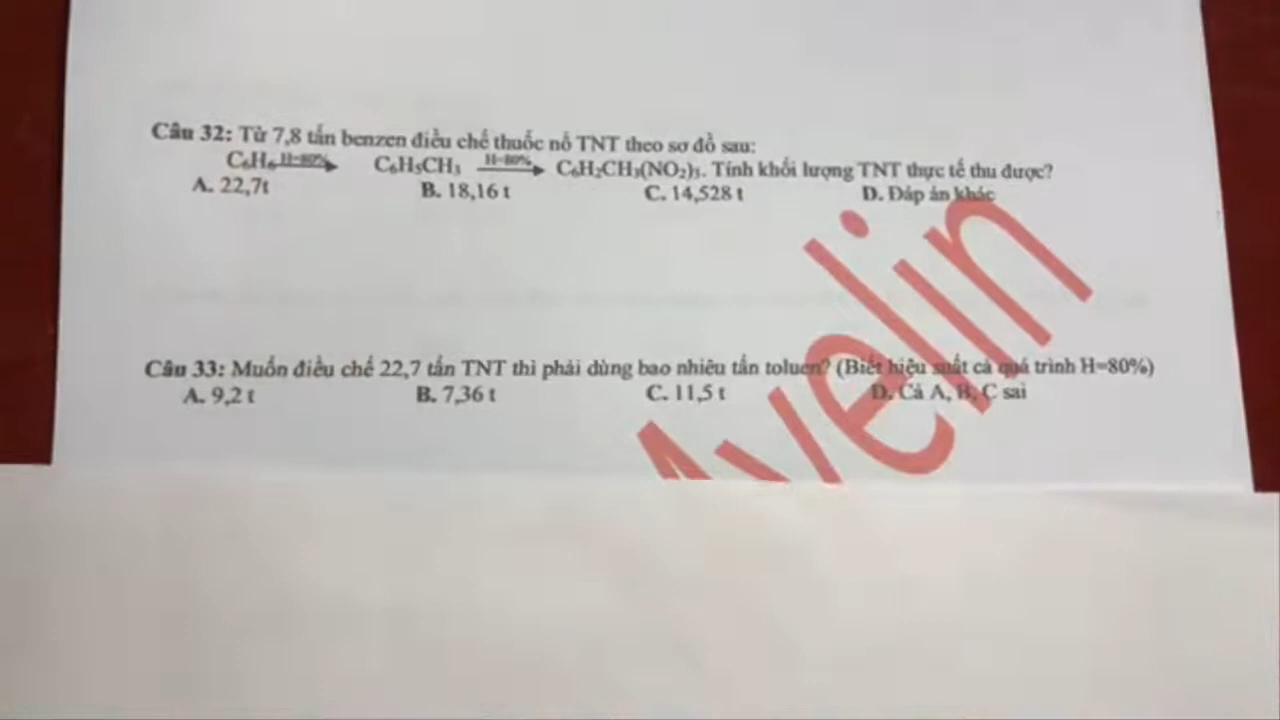 Câu 32: Từ 7,8 tấn benzen điều chế thuốc nổ TNT theo sơ đồ sau:
C₆H₆ H=80% C₆H₅CH₃ H=80% C₆H₂CH₃(NO₂)₃. Tính khối lượng TNT thực tế thu được?
A. 22,7t B. 18,16 t C. 14,528 t D. Đáp án khác
Câu 33: Muốn điều chế 22,7 tấn TNT thì phải dùng bao nhiêu tấn toluen? (Biết hiệu suất cả quá trình H=80%)
A. 9,2 t B. 7,36 t C. 11,5 t D. Cả A, B, C sai
Avelin